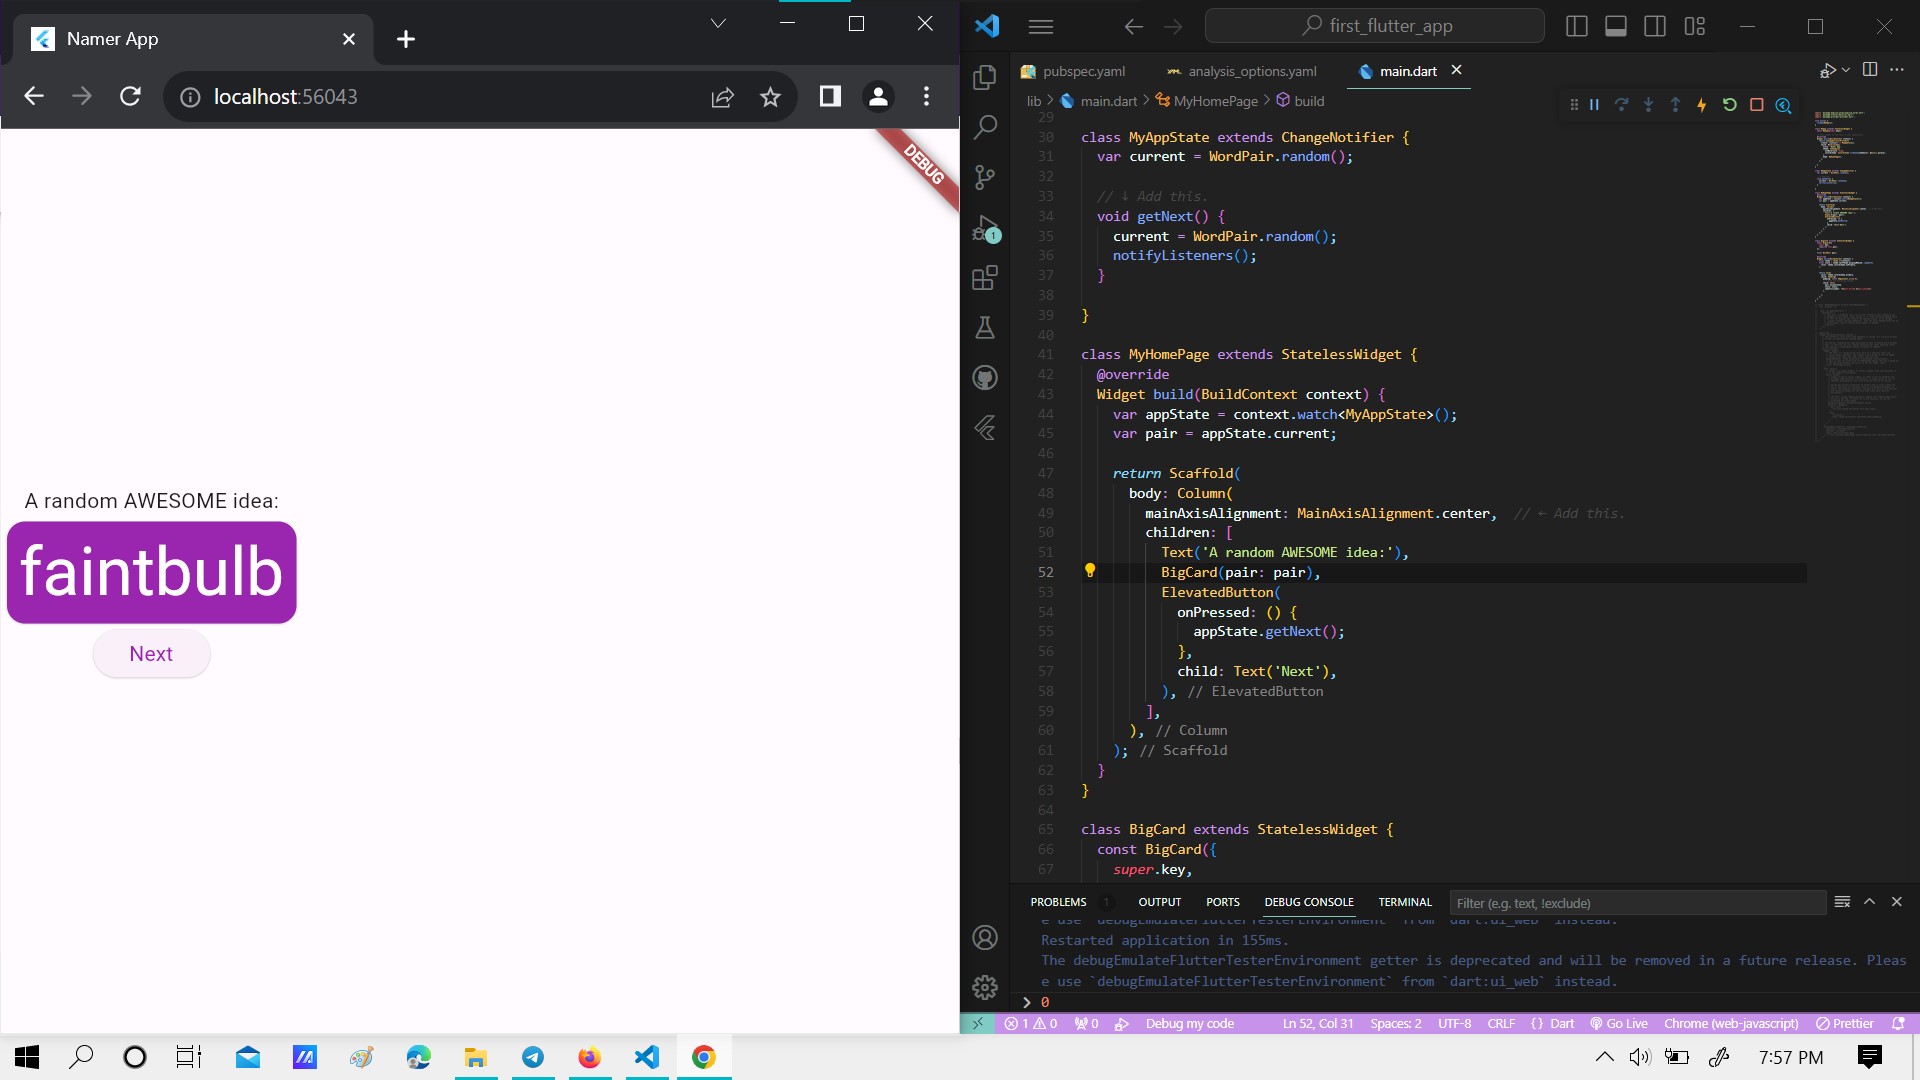 Namer App
localhost:56043
DEBUG
A random AWESOME idea:
faintbulb
Next
first_flutter_app
pubspec.yaml
analysis_options.yaml
main.dart
lib > main.dart > MyHomePage > build
29
30 class MyAppState extends ChangeNotifier {
31 var current = WordPair.random();
32
33 // ↓ Add this.
34 void getNext() {
35 current = WordPair.random();
36 notifyListeners();
37 }
38
39 }
40
41 class MyHomePage extends StatelessWidget {
42 @override
43 Widget build(BuildContext context) {
44 var appState = context.watch<MyAppState>();
45 var pair = appState.current;
46
47 return Scaffold(
48 body: Column(
49 mainAxisAlignment: MainAxisAlignment.center, // ← Add this.
50 children: [
51 Text('A random AWESOME idea:'),
52 BigCard(pair: pair),
53 ElevatedButton(
54 onPressed: () {
55 appState.getNext();
56 },
57 child: Text('Next'),
58 ), // ElevatedButton
59 ],
60 ), // Column
61 ); // Scaffold
62 }
63 }
64
65 class BigCard extends StatelessWidget {
66 const BigCard({
67 super.key,
1
PROBLEMS 1 OUTPUT PORTS DEBUG CONSOLE TERMINAL Filter (e.g. text, !exclude)
e use `debugEmulateFlutterTesterEnvironment` from `dart:ui_web` instead.
Restarted application in 155ms.
The debugEmulateFlutterTesterEnvironment getter is deprecated and will be removed in a future release. Pleas
e use `debugEmulateFlutterTesterEnvironment` from `dart:ui_web` instead.
> 0
1 0 0 Debug my code Ln 52, Col 31 Spaces: 2 UTF-8 CRLF {} Dart Go Live Chrome (web-javascript) Prettier
7:57 PM